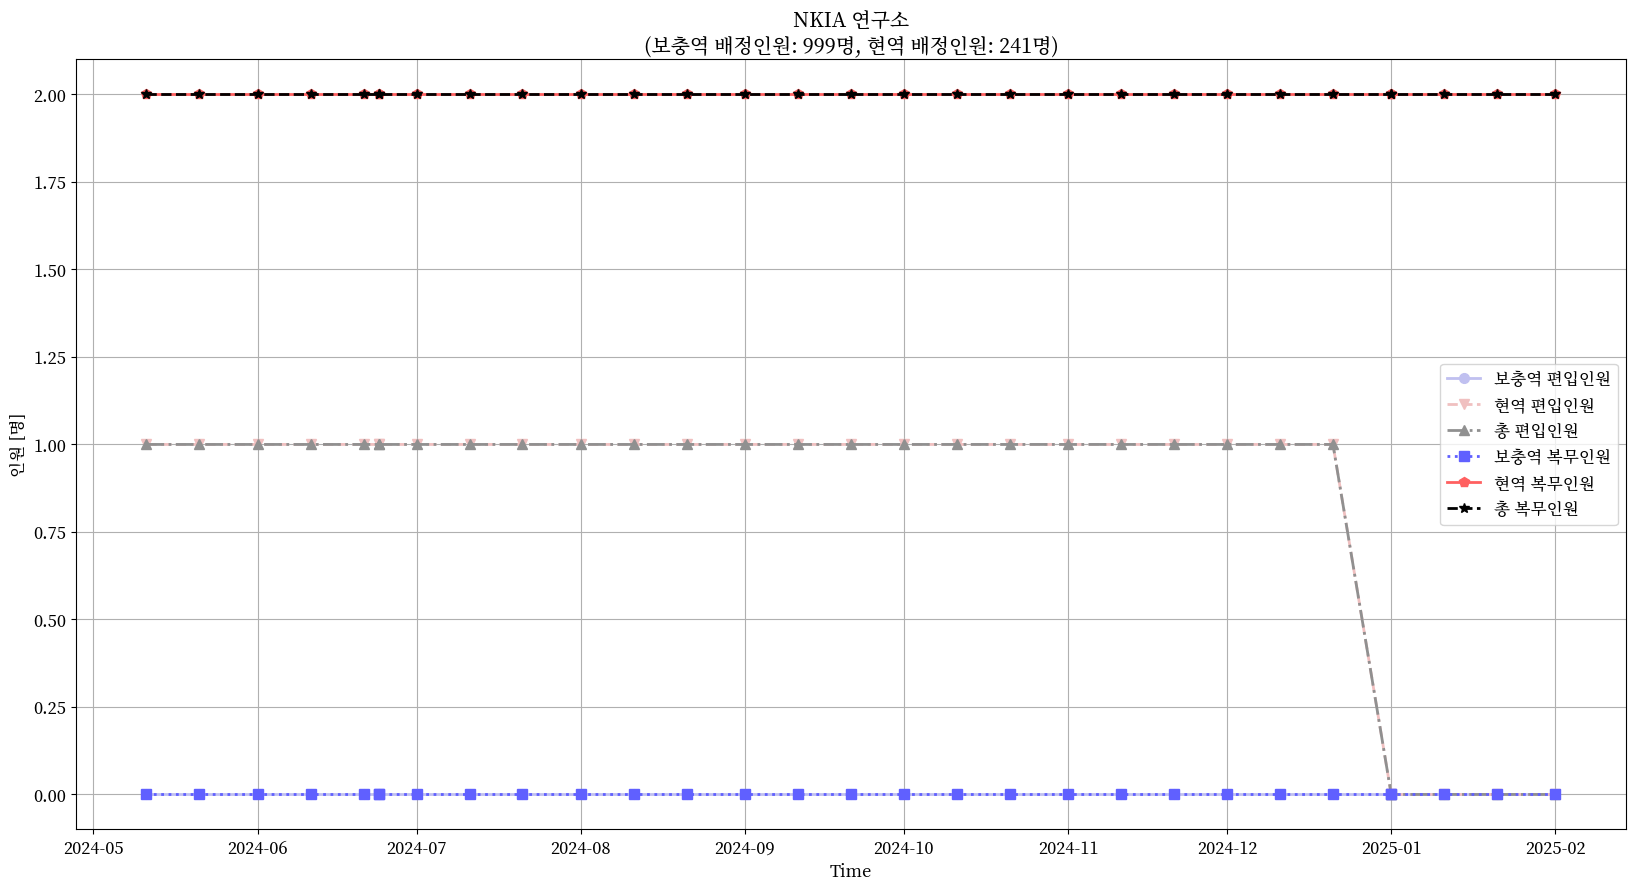 NKIA 연구소
(보충역 배정인원: 999명, 현역 배정인원: 241명)
인원 [명]
2.00
1.75
1.50
1.25
1.00
0.75
0.50
0.25
0.00
보충역 편입인원
현역 편입인원
총 편입인원
보충역 복무인원
현역 복무인원
총 복무인원
2024-05
2024-06
2024-07
2024-08
2024-09
2024-10
2024-11
2024-12
2025-01
2025-02
Time